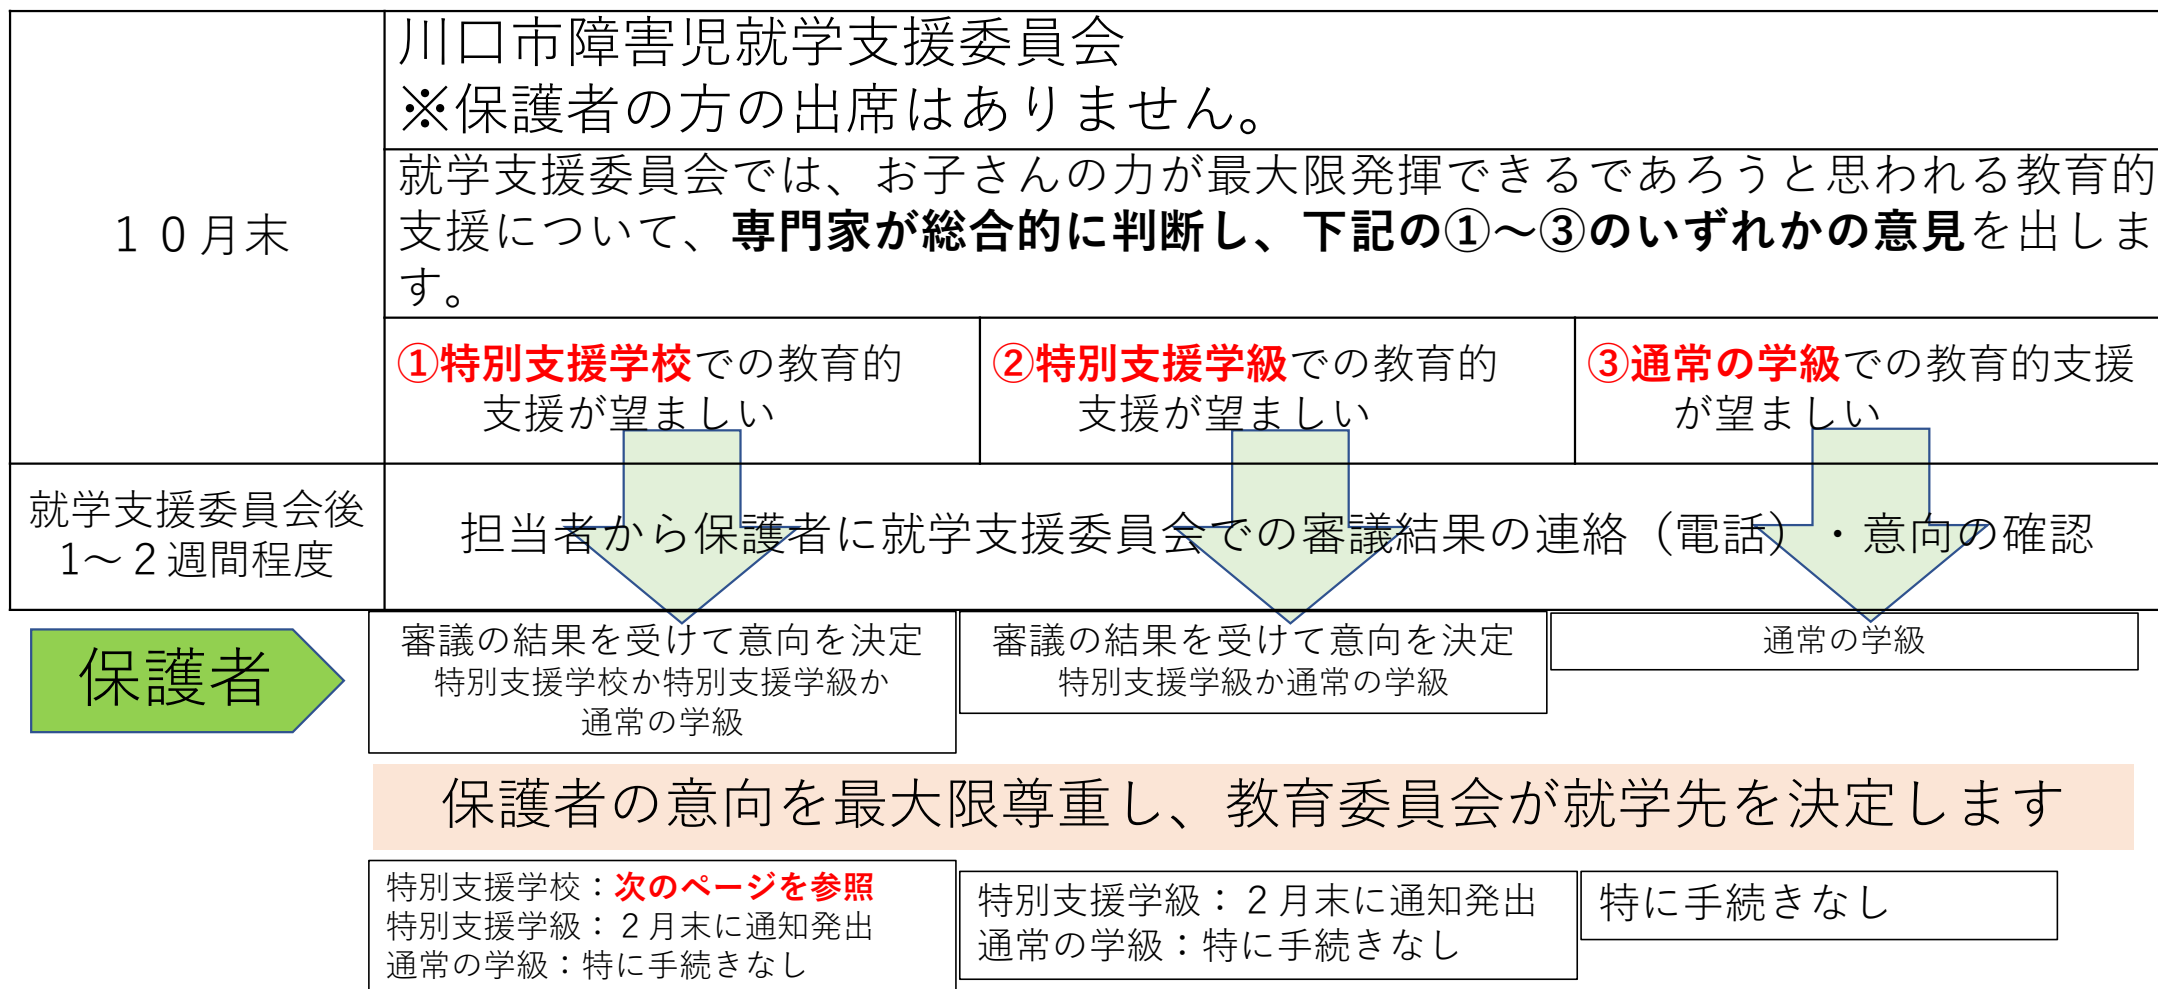 川口市障害児就学支援委員会
※保護者の方の出席はありません。
１０月末
就学支援委員会では、お子さんの力が最大限発揮できるであろうと思われる教育的
支援について、専門家が総合的に判断し、下記の①～③のいずれかの意見を出しま
す。
①特別支援学校での教育的
支援が望ましい
②特別支援学級での教育的
支援が望ましい
③通常の学級での教育的支援
が望ましい
就学支援委員会後
1～２週間程度
担当者から保護者に就学支援委員会での審議結果の連絡（電話）・意向の確認
保護者
審議の結果を受けて意向を決定
特別支援学校か特別支援学級か
通常の学級
審議の結果を受けて意向を決定
特別支援学級か通常の学級
通常の学級
保護者の意向を最大限尊重し、教育委員会が就学先を決定します
特別支援学校：次のページを参照
特別支援学級：２月末に通知発出
通常の学級：特に手続きなし
特別支援学級：２月末に通知発出
通常の学級：特に手続きなし
特に手続きなし